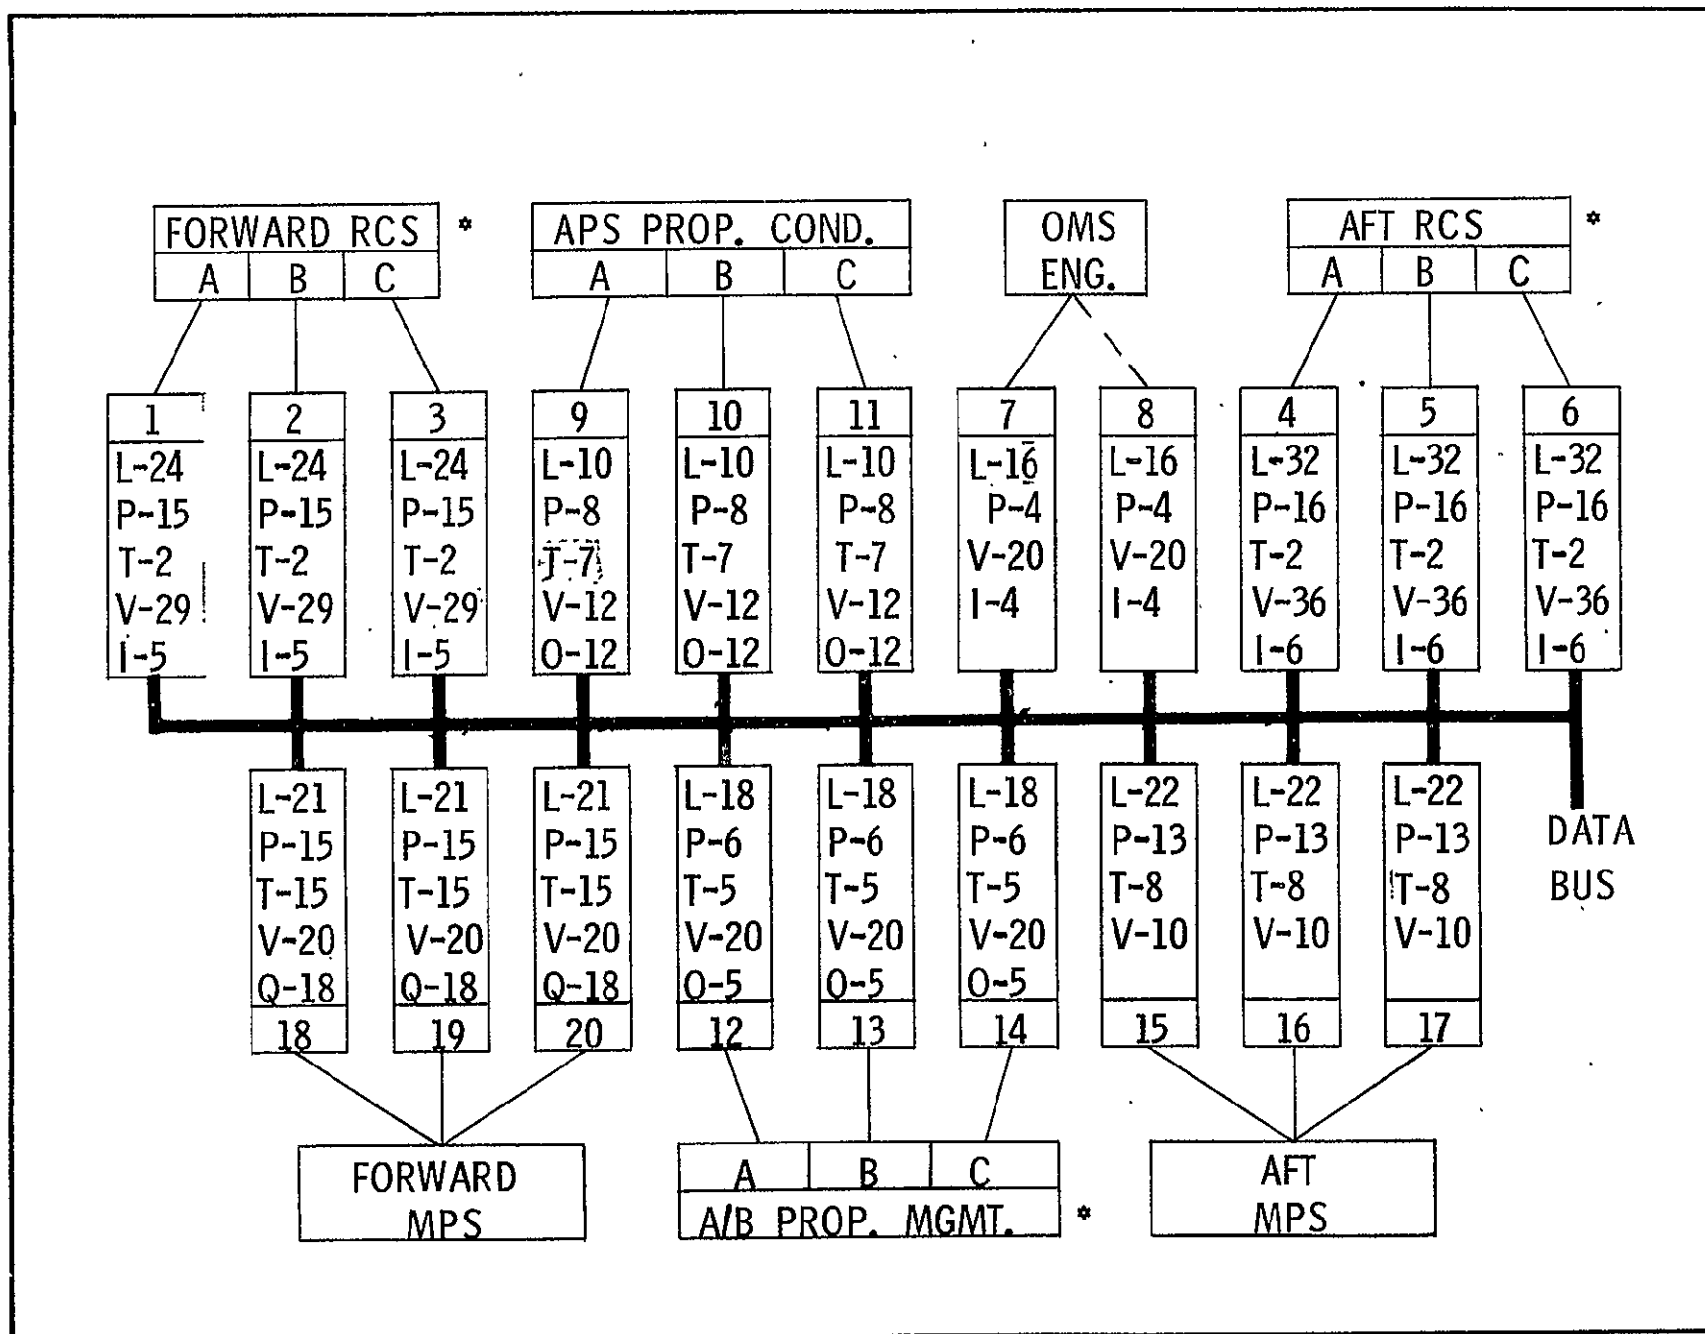 FORWARD RCS *
A B C
APS PROP. COND.
A B C
OMS
ENG.
AFT RCS *
A B C
1
L-24
P-15
T-2
V-29
I-5
2
L-24
P-15
T-2
V-29
I-5
3
L-24
P-15
T-2
V-29
I-5
9
L-10
P-8
T-7
V-12
O-12
10
L-10
P-8
T-7
V-12
O-12
11
L-10
P-8
T-7
V-12
O-12
7
L-16
P-4
V-20
I-4
8
L-16
P-4
V-20
I-4
4
L-32
P-16
T-2
V-36
I-6
5
L-32
P-16
T-2
V-36
I-6
6
L-32
P-16
T-2
V-36
I-6
L-21
P-15
T-15
V-20
Q-18
18
L-21
P-15
T-15
V-20
Q-18
19
L-21
P-15
T-15
V-20
Q-18
20
L-18
P-6
T-5
V-20
O-5
12
L-18
P-6
T-5
V-20
O-5
13
L-18
P-6
T-5
V-20
O-5
14
L-22
P-13
T-8
V-10
15
L-22
P-13
T-8
V-10
16
L-22
P-13
T-8
V-10
17
DATA
BUS
FORWARD
MPS
A B C
A/B PROP. MGMT. *
AFT
MPS